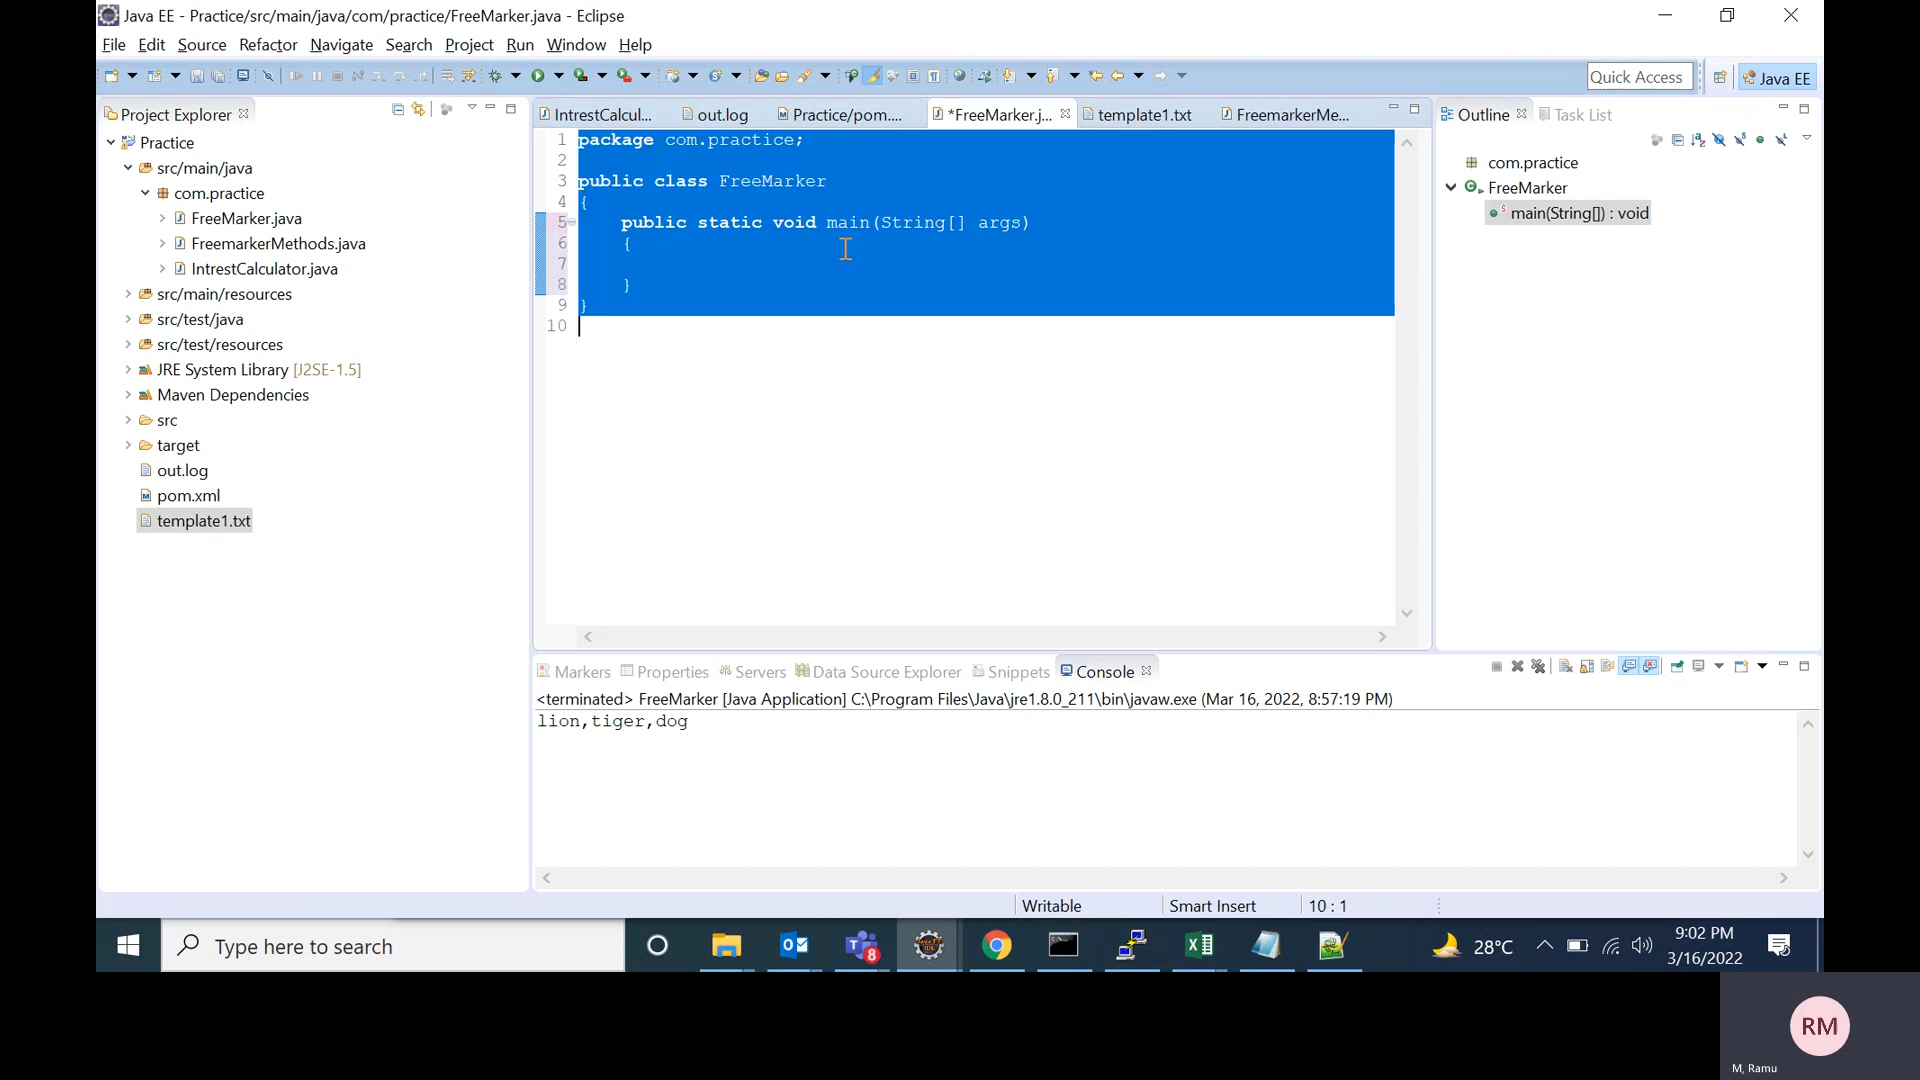 Java EE - Practice/src/main/java/com/practice/FreeMarker.java - Eclipse
File Edit Source Refactor Navigate Search Project Run Window Help
Quick Access
Java EE
Project Explorer
Practice
src/main/java
com.practice
FreeMarker.java
FreemarkerMethods.java
IntrestCalculator.java
src/main/resources
src/test/java
src/test/resources
JRE System Library [J2SE-1.5]
Maven Dependencies
src
target
out.log
pom.xml
template1.txt
IntrestCalcul... out.log Practice/pom.... *FreeMarker.j... template1.txt FreemarkerMe...
1 package com.practice;
2
3 public class FreeMarker
4 {
5 public static void main(String[] args)
6 {
7
8 }
9 }
10
Outline Task List
com.practice
FreeMarker
main(String[]) : void
Markers Properties Servers Data Source Explorer Snippets Console
<terminated> FreeMarker [Java Application] C:\Program Files\Java\jre1.8.0_211\bin\javaw.exe (Mar 16, 2022, 8:57:19 PM)
lion,tiger,dog
Writable Smart Insert 10 : 1
Type here to search
8
28°C
9:02 PM
3/16/2022
RM
M, Ramu